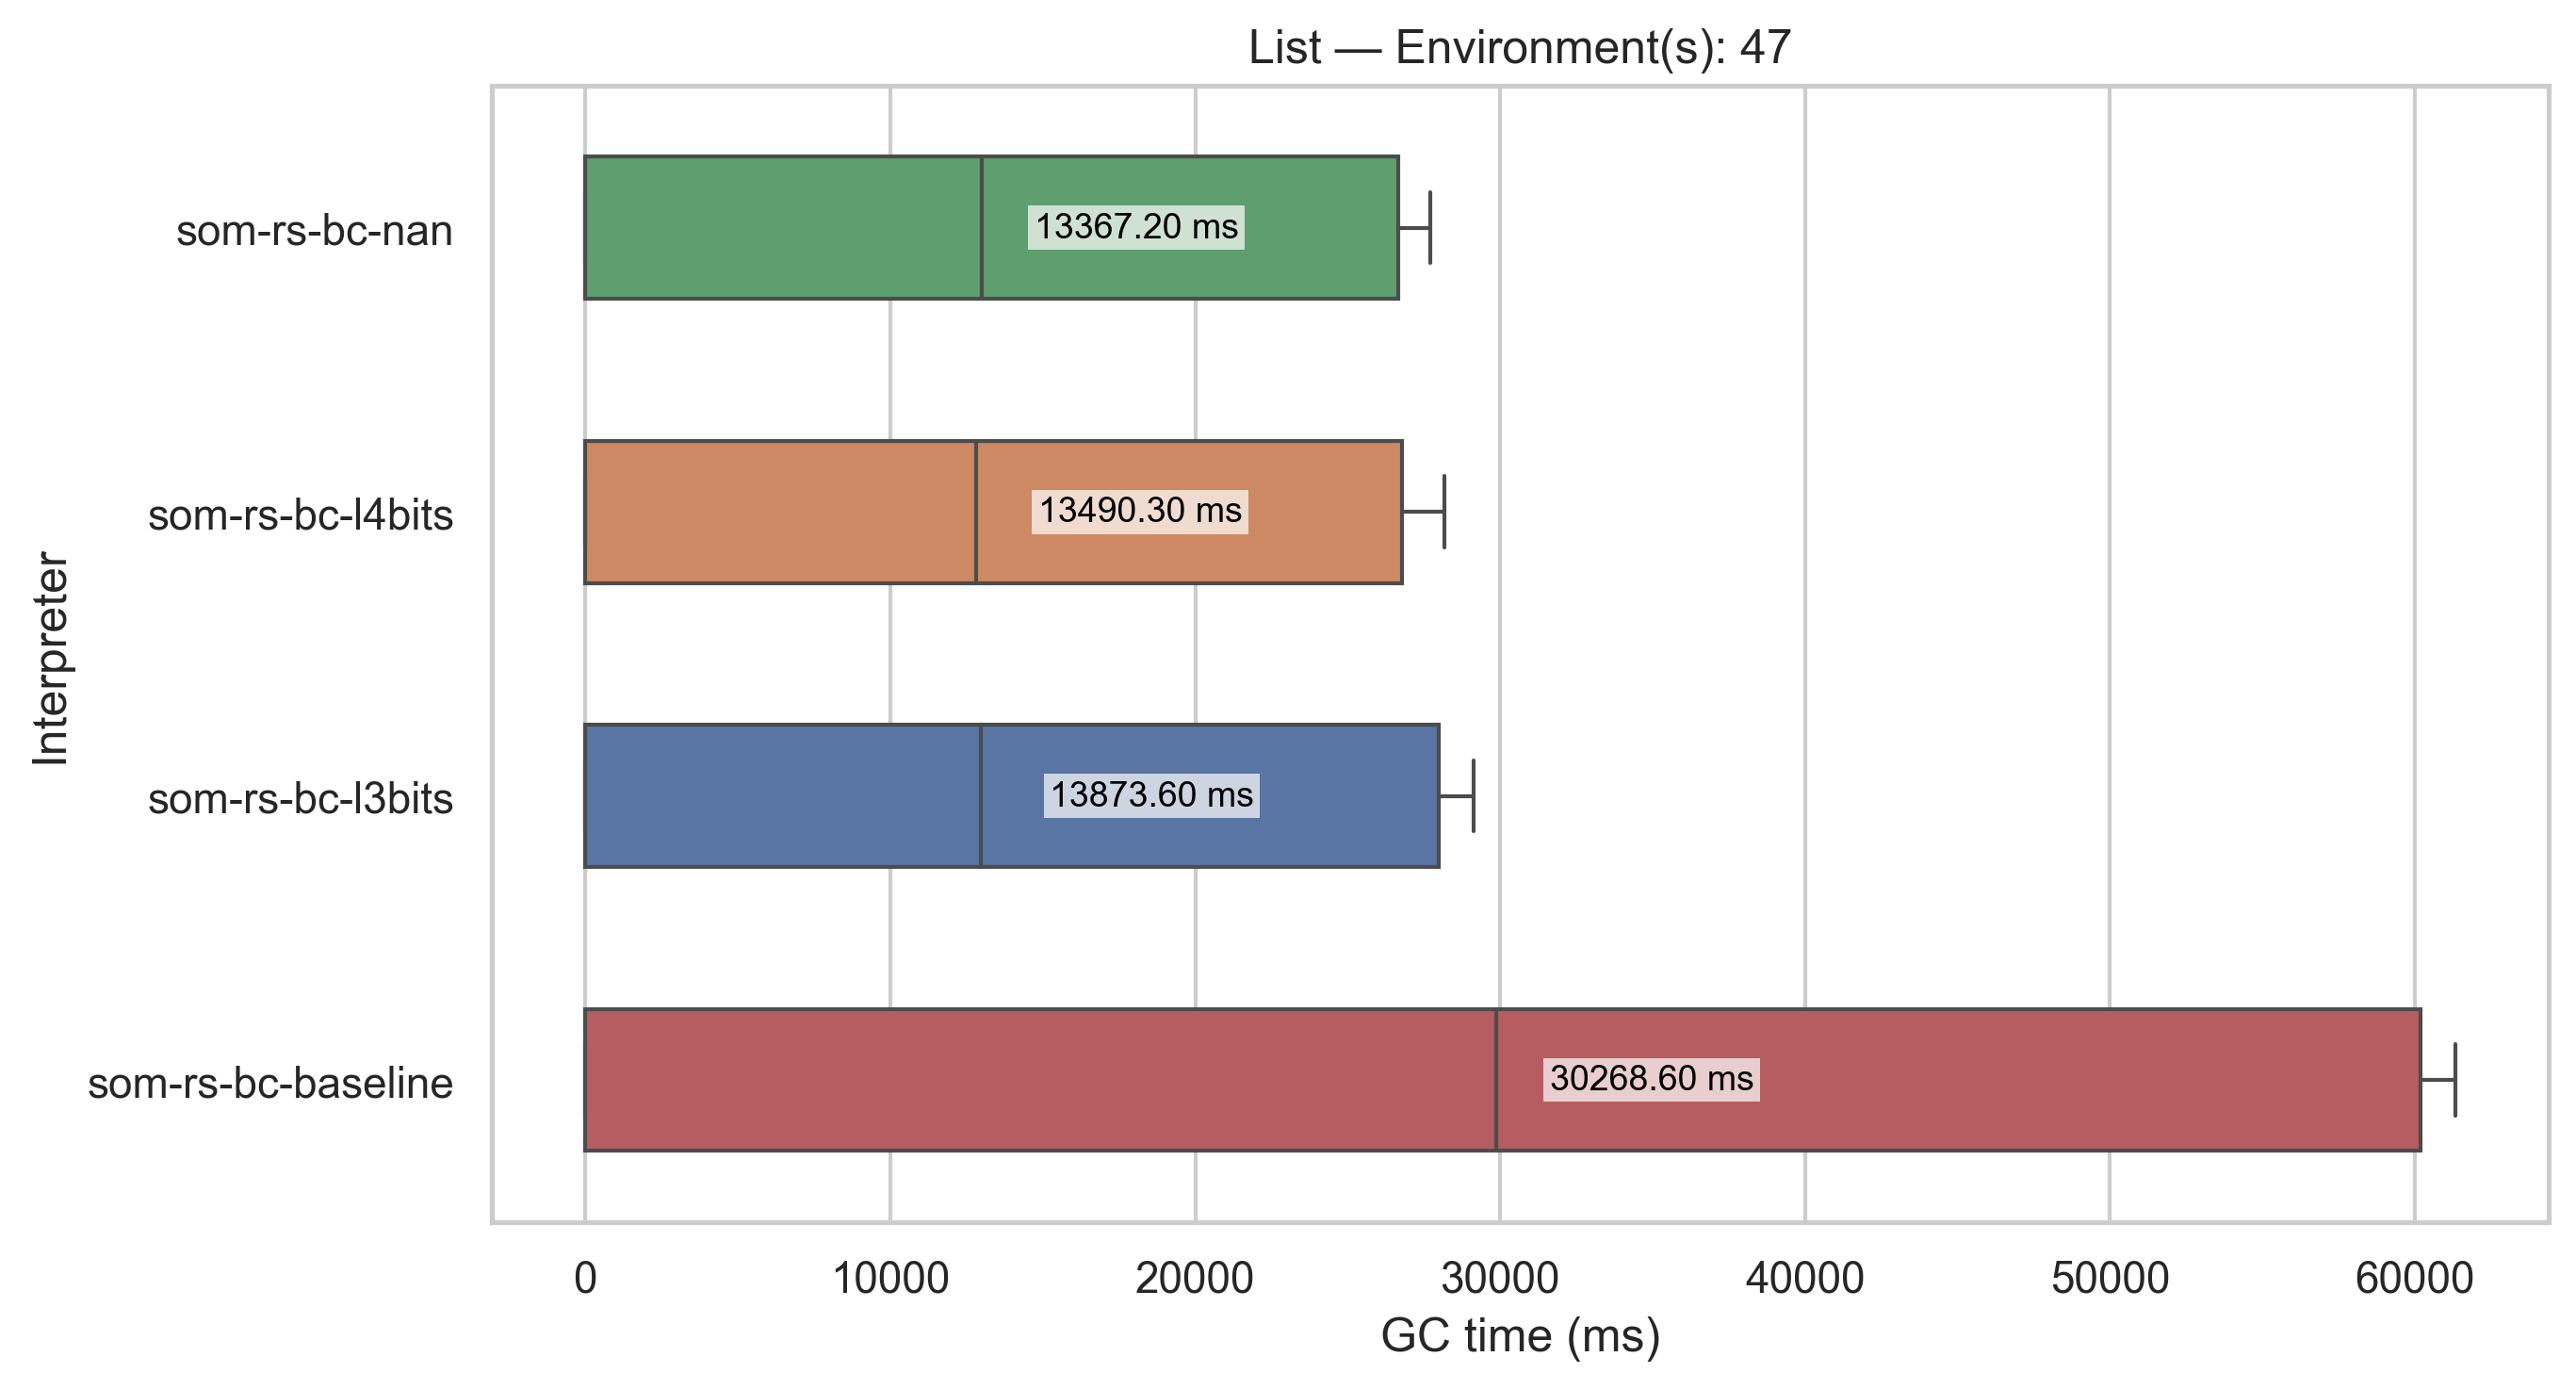 List — Environment(s): 47
som-rs-bc-nan
13367.20 ms
som-rs-bc-l4bits
13490.30 ms
som-rs-bc-l3bits
13873.60 ms
som-rs-bc-baseline
30268.60 ms
Interpreter
0 10000 20000 30000 40000 50000 60000
GC time (ms)